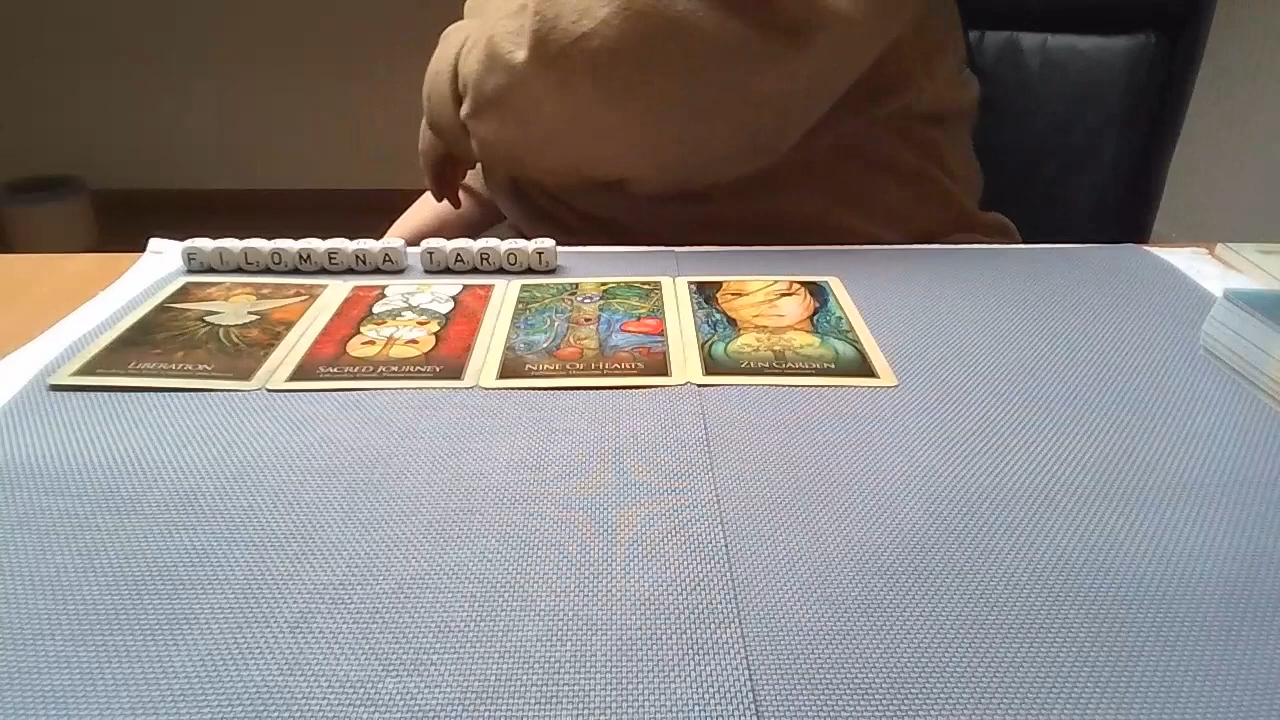 FILOMENA TAROT
LIBERATION
SACRED JOURNEY
NINE OF HEARTS
ZEN GARDEN